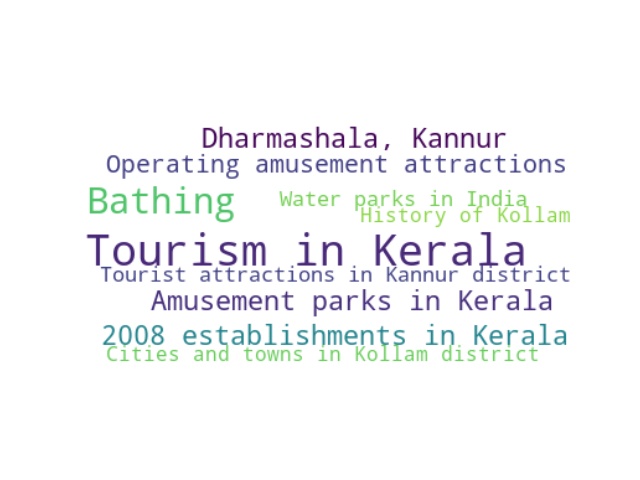 Dharmashala, Kannur
Operating amusement attractions
Bathing
Water parks in India
History of Kollam
Tourism in Kerala
Tourist attractions in Kannur district
Amusement parks in Kerala
2008 establishments in Kerala
Cities and towns in Kollam district